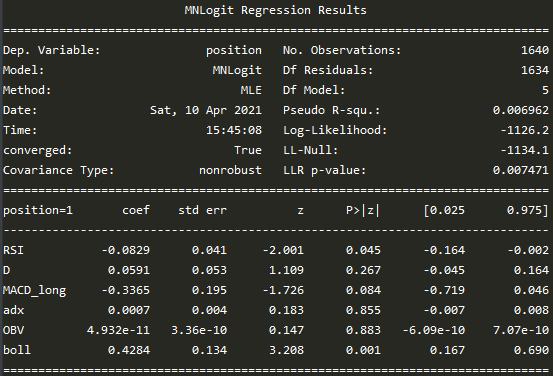 MNLogit Regression Results
==============================================================================
Dep. Variable: position No. Observations: 1640
Model: MNLogit Df Residuals: 1634
Method: MLE Df Model: 5
Date: Sat, 10 Apr 2021 Pseudo R-squ.: 0.006962
Time: 15:45:08 Log-Likelihood: -1126.2
converged: True LL-Null: -1134.1
Covariance Type: nonrobust LLR p-value: 0.007471
==============================================================================
position=1 coef std err z P>|z| [0.025 0.975]
------------------------------------------------------------------------------
RSI -0.0829 0.041 -2.001 0.045 -0.164 -0.002
D 0.0591 0.053 1.109 0.267 -0.045 0.164
MACD_long -0.3365 0.195 -1.726 0.084 -0.719 0.046
adx 0.0007 0.004 0.183 0.855 -0.007 0.008
OBV 4.932e-11 3.36e-10 0.147 0.883 -6.09e-10 7.07e-10
boll 0.4284 0.134 3.208 0.001 0.167 0.690
==============================================================================